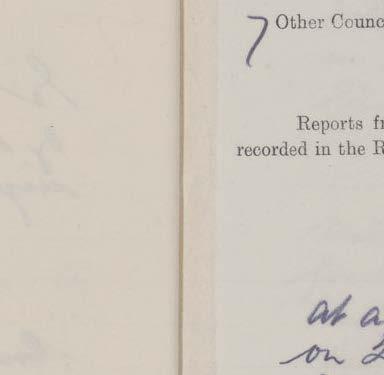 7 Other Counc
Reports fr
recorded in the R
at a
on